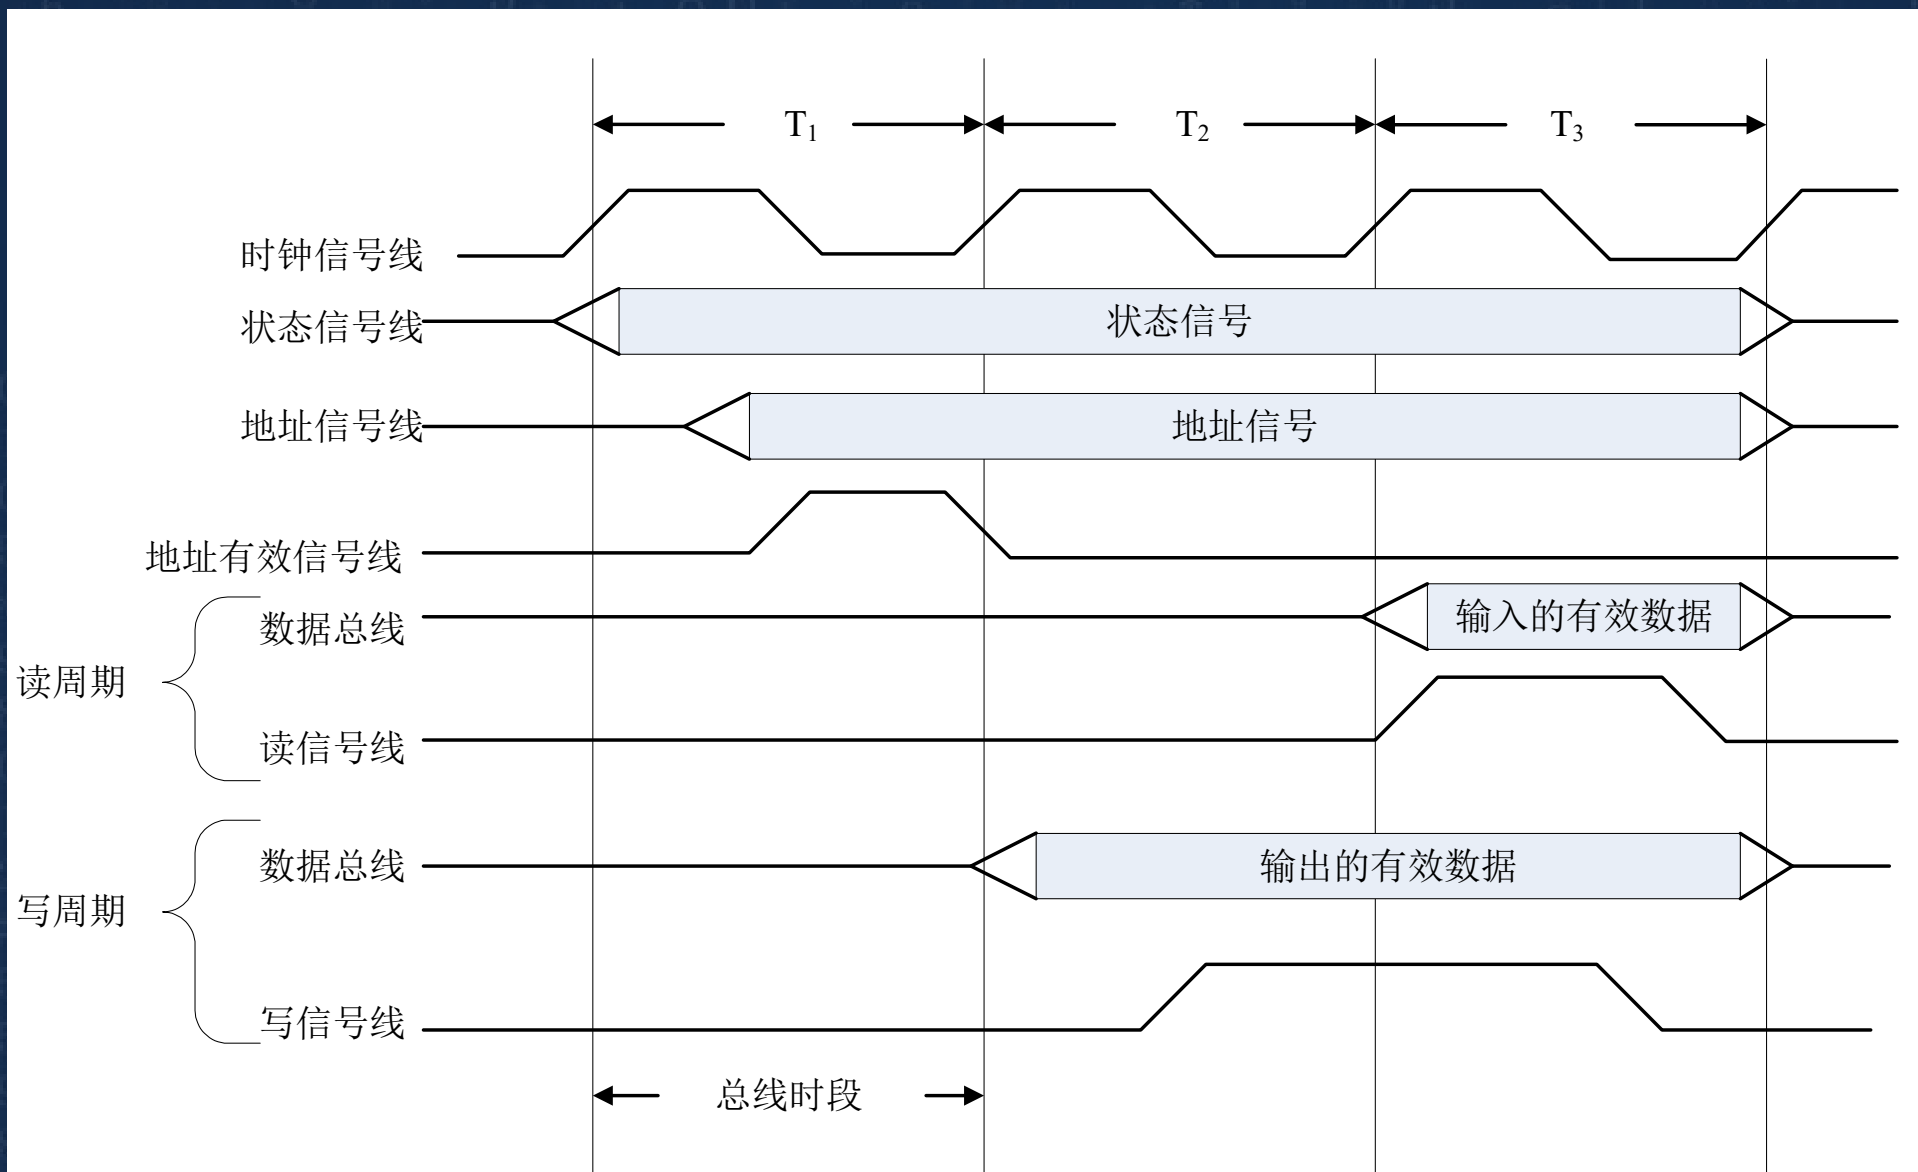 T1 T2 T3
时钟信号线
状态信号线 状态信号
地址信号线 地址信号
地址有效信号线
数据总线 输入的有效数据
读周期
读信号线
数据总线 输出的有效数据
写周期
写信号线
总线时段